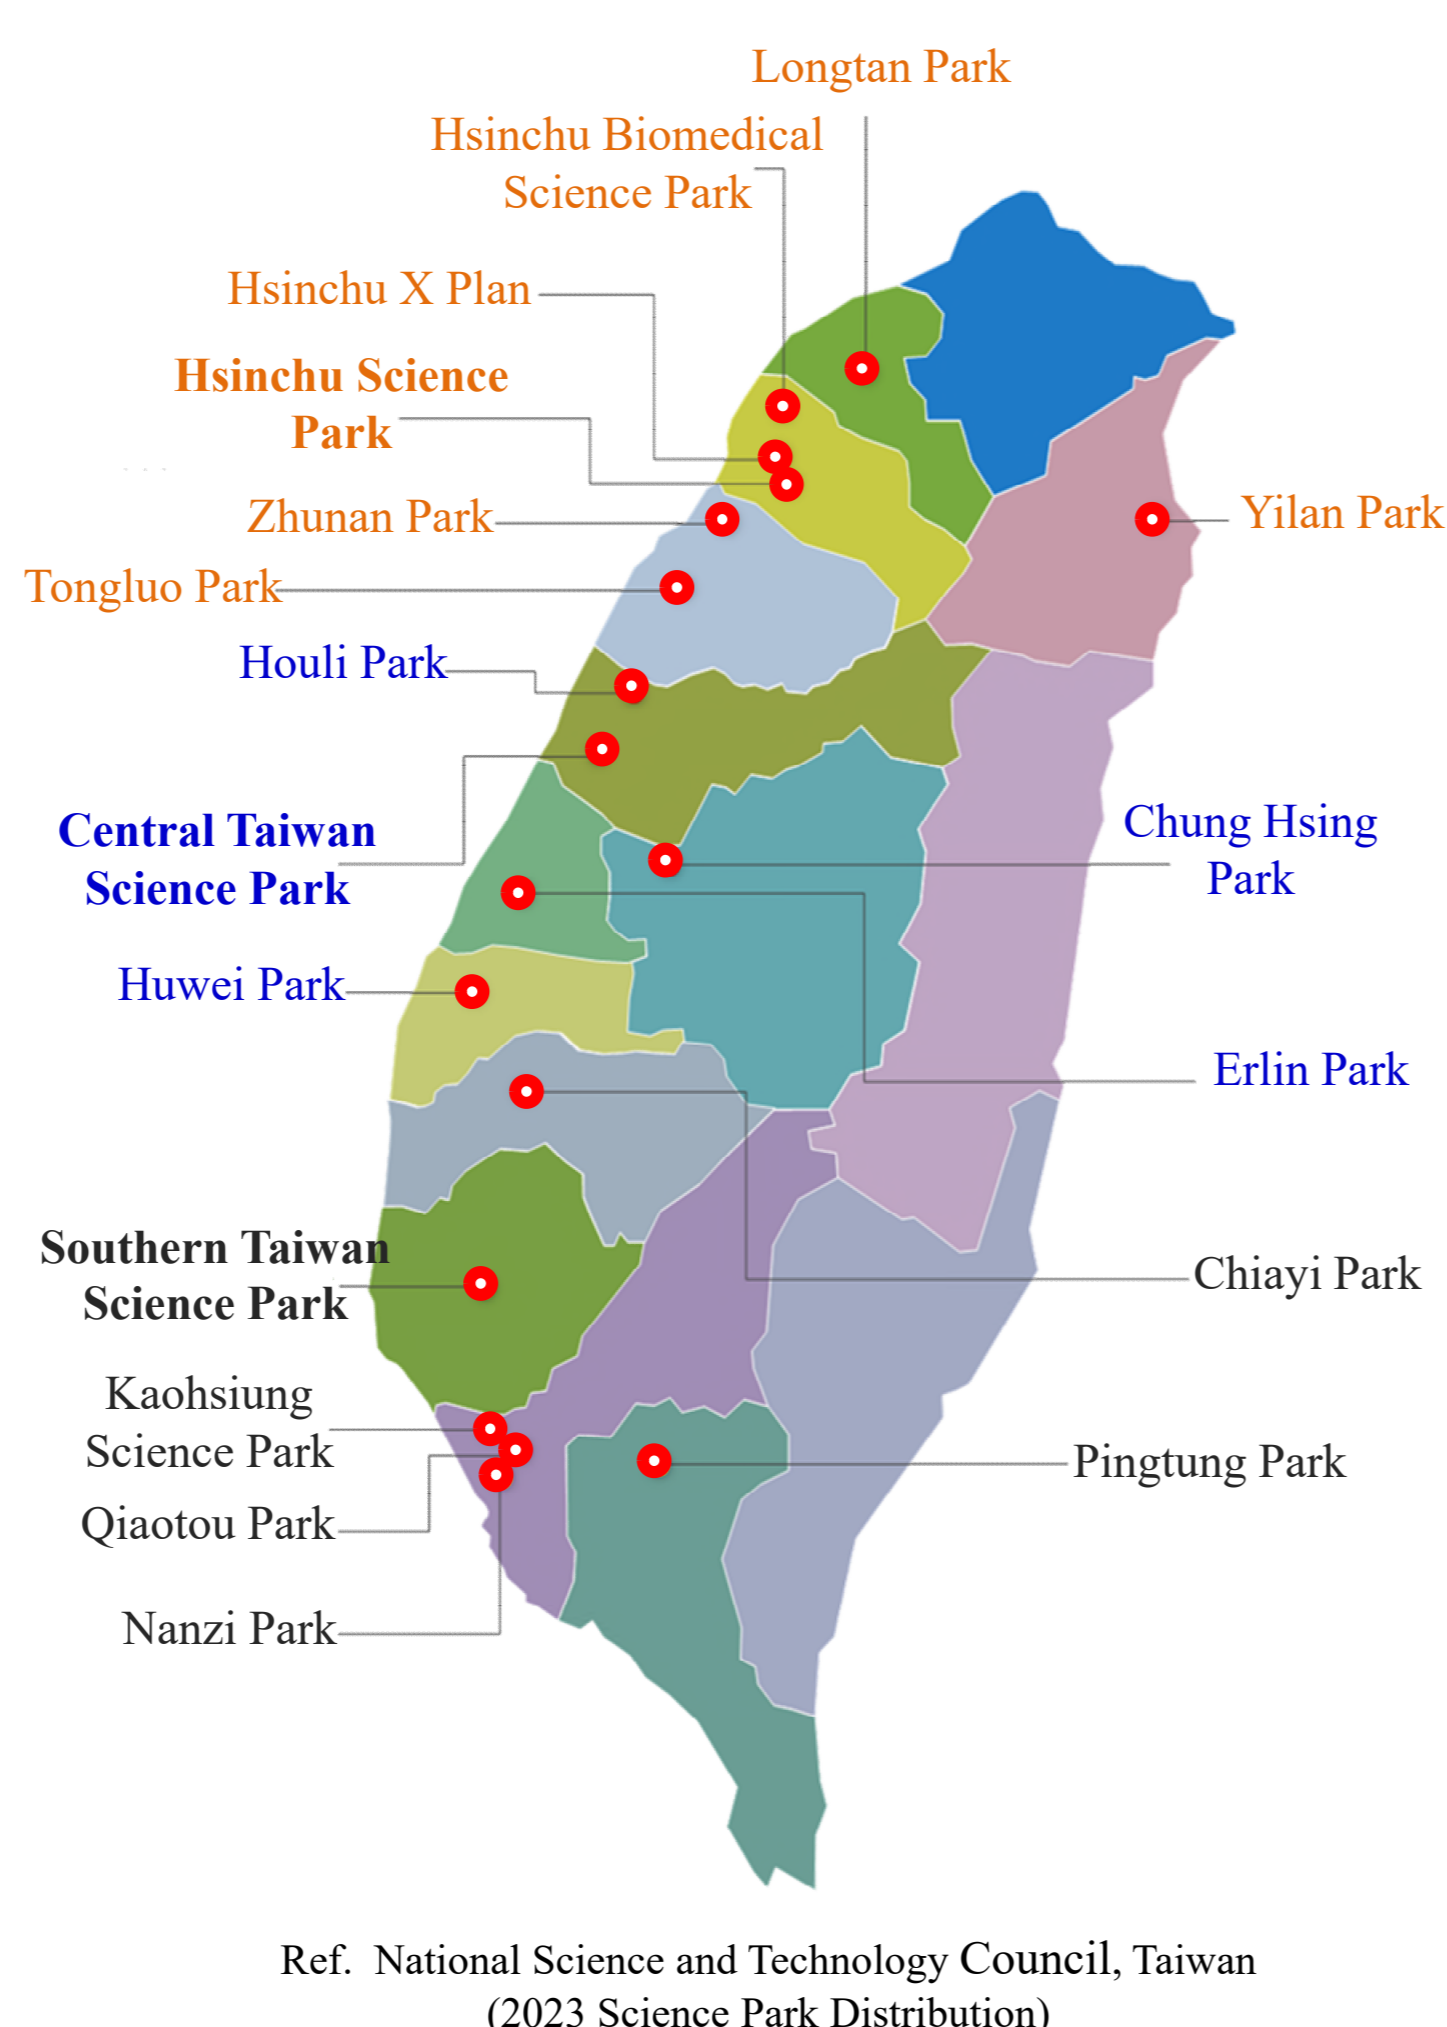 Longtan Park
Hsinchu Biomedical
Science Park
Hsinchu X Plan
Hsinchu Science
Park
Zhunan Park
Yilan Park
Tongluo Park
Houli Park
Central Taiwan
Science Park
Chung Hsing
Park
Huwei Park
Erlin Park
Southern Taiwan
Science Park
Chiayi Park
Kaohsiung
Science Park
Pingtung Park
Qiaotou Park
Nanzi Park
Ref. National Science and Technology Council, Taiwan
(2023 Science Park Distribution)